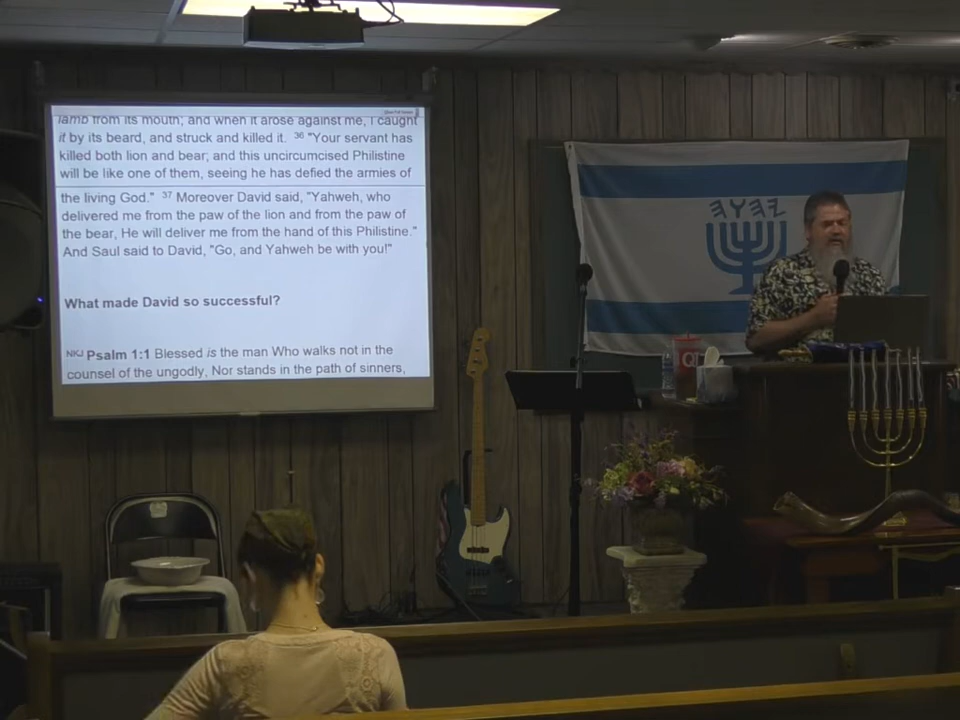 lamb from its mouth; and when it arose against me, I caught
it by its beard, and struck and killed it. 36 "Your servant has
killed both lion and bear; and this uncircumcised Philistine
will be like one of them, seeing he has defied the armies of
the living God." 37 Moreover David said, "Yahweh, who
delivered me from the paw of the lion and from the paw of
the bear, He will deliver me from the hand of this Philistine."
And Saul said to David, "Go, and Yahweh be with you!"
What made David so successful?
NKJ Psalm 1:1 Blessed is the man Who walks not in the
counsel of the ungodly, Nor stands in the path of sinners,
𐤉𐤄𐤅𐤄
QT